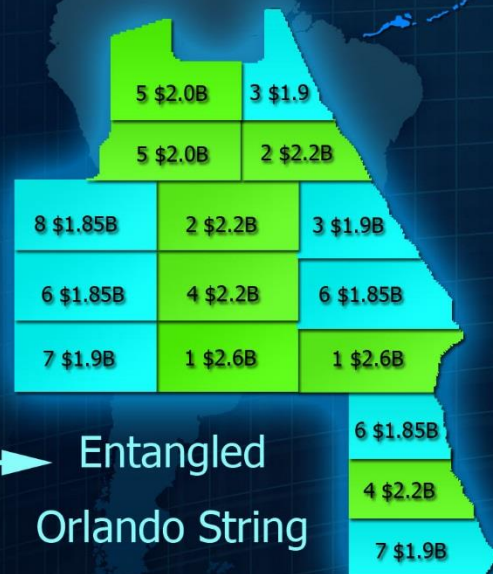 5 $2.0B 3 $1.9
5 $2.0B 2 $2.2B
8 $1.85B 2 $2.2B 3 $1.9B
6 $1.85B 4 $2.2B 6 $1.85B
7 $1.9B 1 $2.6B 1 $2.6B
6 $1.85B
4 $2.2B
7 $1.9B
Entangled
Orlando String